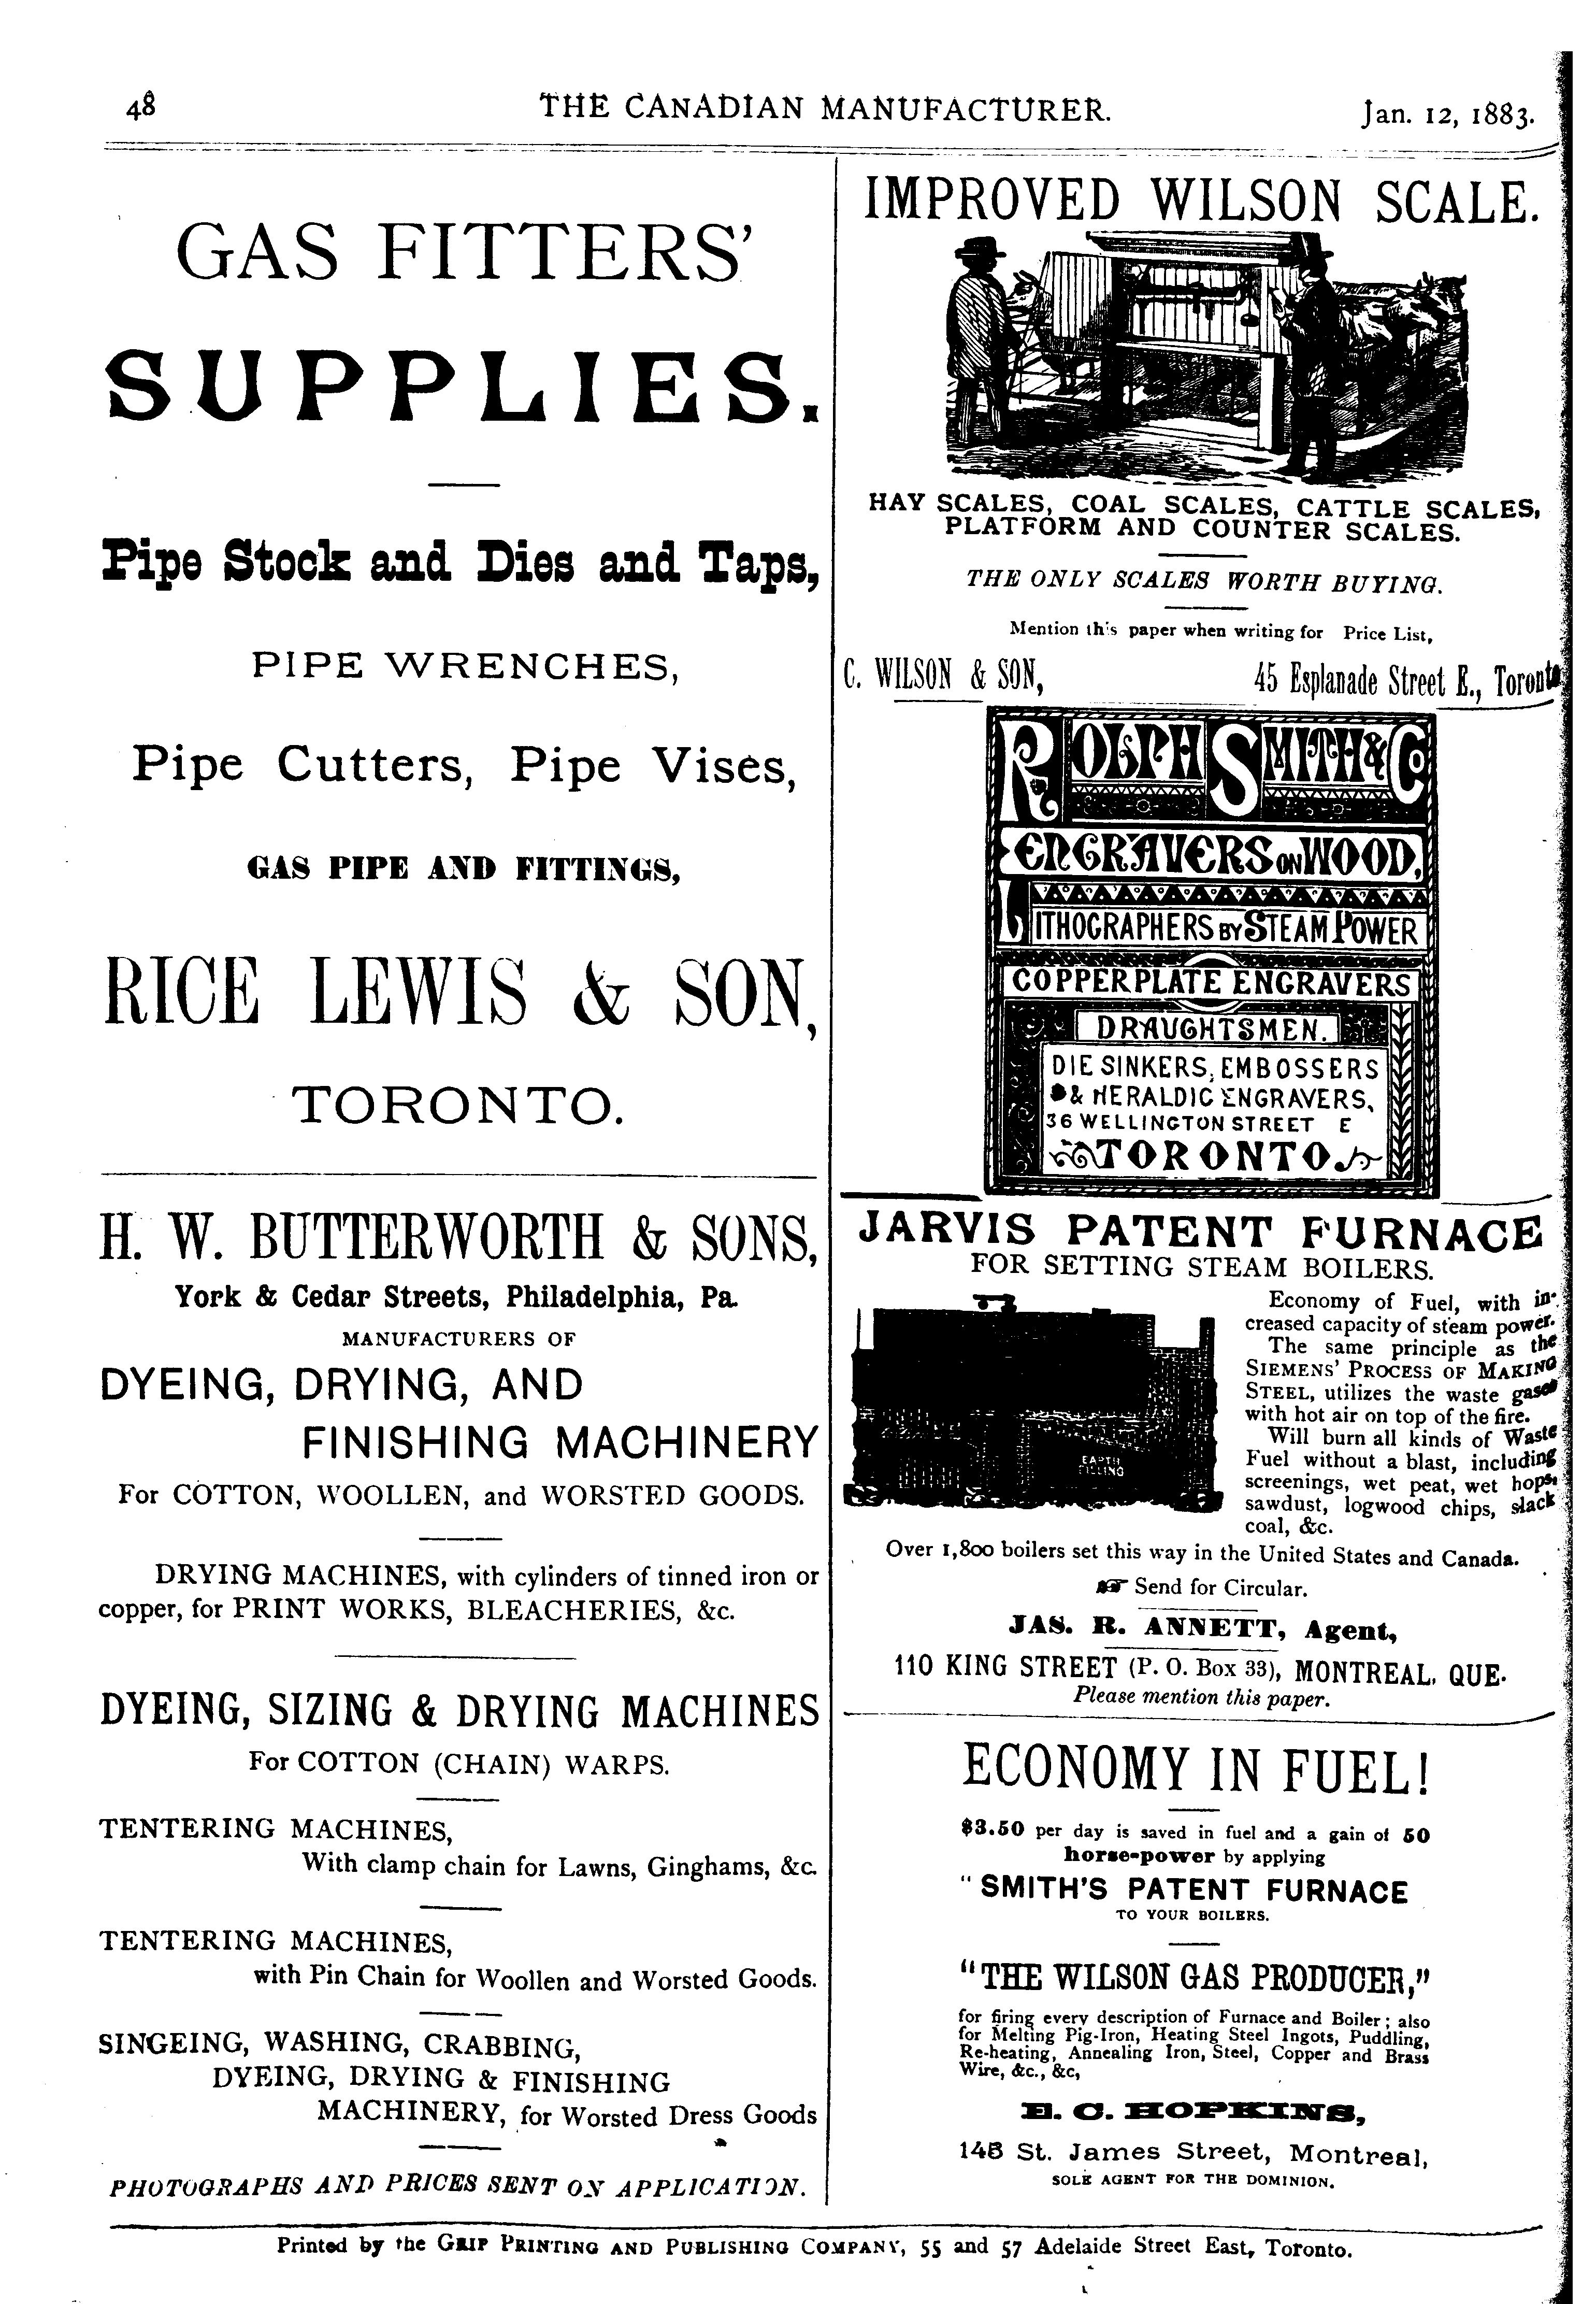 48
THE CANADIAN MANUFACTURER.
Jan. 12, 1883.
GAS FITTERS'
SUPPLIES.
Pipe Stock and Dies and Taps,
PIPE WRENCHES,
Pipe Cutters, Pipe Vises,
GAS PIPE AND FITTINGS,
RICE LEWIS & SON,
TORONTO.
H. W. BUTTERWORTH & SONS,
York & Cedar Streets, Philadelphia, Pa.
MANUFACTURERS OF
DYEING, DRYING, AND
FINISHING MACHINERY
For COTTON, WOOLLEN, and WORSTED GOODS.
DRYING MACHINES, with cylinders of tinned iron or
copper, for PRINT WORKS, BLEACHERIES, &c.
DYEING, SIZING & DRYING MACHINES
For COTTON (CHAIN) WARPS.
TENTERING MACHINES,
With clamp chain for Lawns, Ginghams, &c.
TENTERING MACHINES,
with Pin Chain for Woollen and Worsted Goods.
SINGEING, WASHING, CRABBING,
DYEING, DRYING & FINISHING
MACHINERY, for Worsted Dress Goods
PHOTOGRAPHS AND PRICES SENT ON APPLICATION.
IMPROVED WILSON SCALE.
HAY SCALES, COAL SCALES, CATTLE SCALES,
PLATFORM AND COUNTER SCALES.
THE ONLY SCALES WORTH BUYING.
Mention this paper when writing for Price List,
C. WILSON & SON, 45 Esplanade Street E., Toronto
ROLPH SMITH & CO
ENGRAVERS ON WOOD,
LITHOGRAPHERS BY STEAM POWER
COPPERPLATE ENGRAVERS
DRAUGHTSMEN.
DIE SINKERS, EMBOSSERS
& HERALDIC ENGRAVERS,
36 WELLINGTON STREET E
TORONTO
JARVIS PATENT FURNACE
FOR SETTING STEAM BOILERS.
EARTH
FILLING
Economy of Fuel, with in-
creased capacity of steam power.
The same principle as the
SIEMENS' PROCESS OF MAKING
STEEL, utilizes the waste gases
with hot air on top of the fire.
Will burn all kinds of Waste
Fuel without a blast, including
screenings, wet peat, wet hops,
sawdust, logwood chips, slack
coal, &c.
Over 1,800 boilers set this way in the United States and Canada.
☞ Send for Circular.
JAS. R. ANNETT, Agent,
110 KING STREET (P. O. Box 33), MONTREAL, QUE.
Please mention this paper.
ECONOMY IN FUEL!
$3.50 per day is saved in fuel and a gain of 50
horse-power by applying
"SMITH'S PATENT FURNACE
TO YOUR BOILERS.
"THE WILSON GAS PRODUCER,"
for firing every description of Furnace and Boiler; also
for Melting Pig-Iron, Heating Steel Ingots, Puddling,
Re-heating, Annealing Iron, Steel, Copper and Brass
Wire, &c., &c,
E. C. HOPKINS,
St. James Street, Montreal,
SOLE AGENT FOR THE DOMINION.
Printed by the GRIP PRINTING AND PUBLISHING COMPANY, 55 and 57 Adelaide Street East, Toronto.